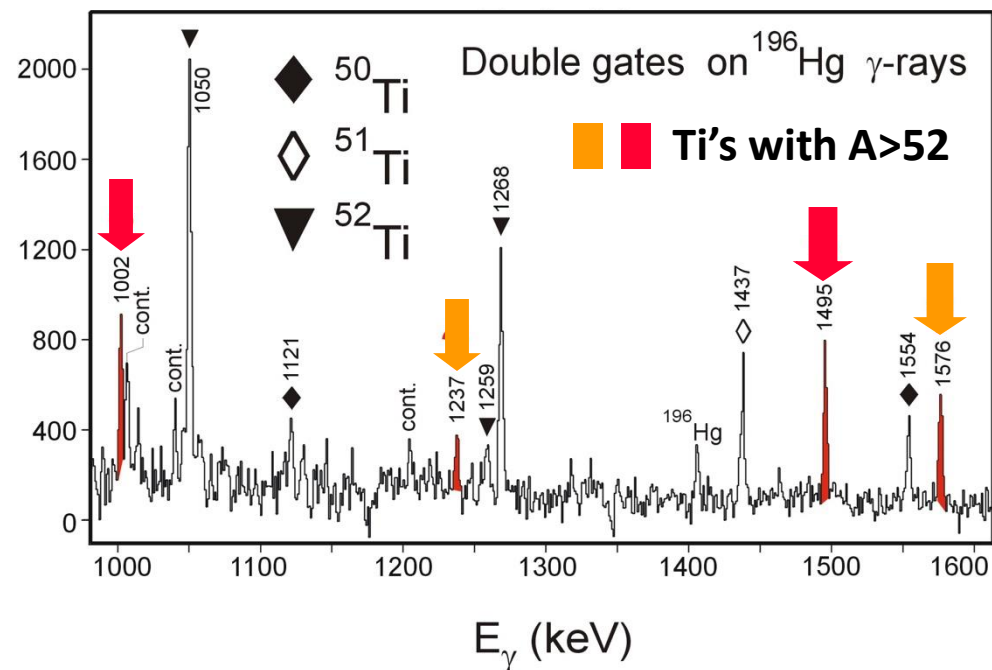 Double gates on ¹⁹⁶Hg γ-rays
⁵⁰Ti
⁵¹Ti
⁵²Ti
Ti's with A>52
2000
1600
1200
800
400
0
1002
cont.
cont.
1050
1121
cont.
1237
1259
1268
¹⁹⁶Hg
1437
1495
1554
1576
1000 1100 1200 1300 1400 1500 1600
Eγ (keV)